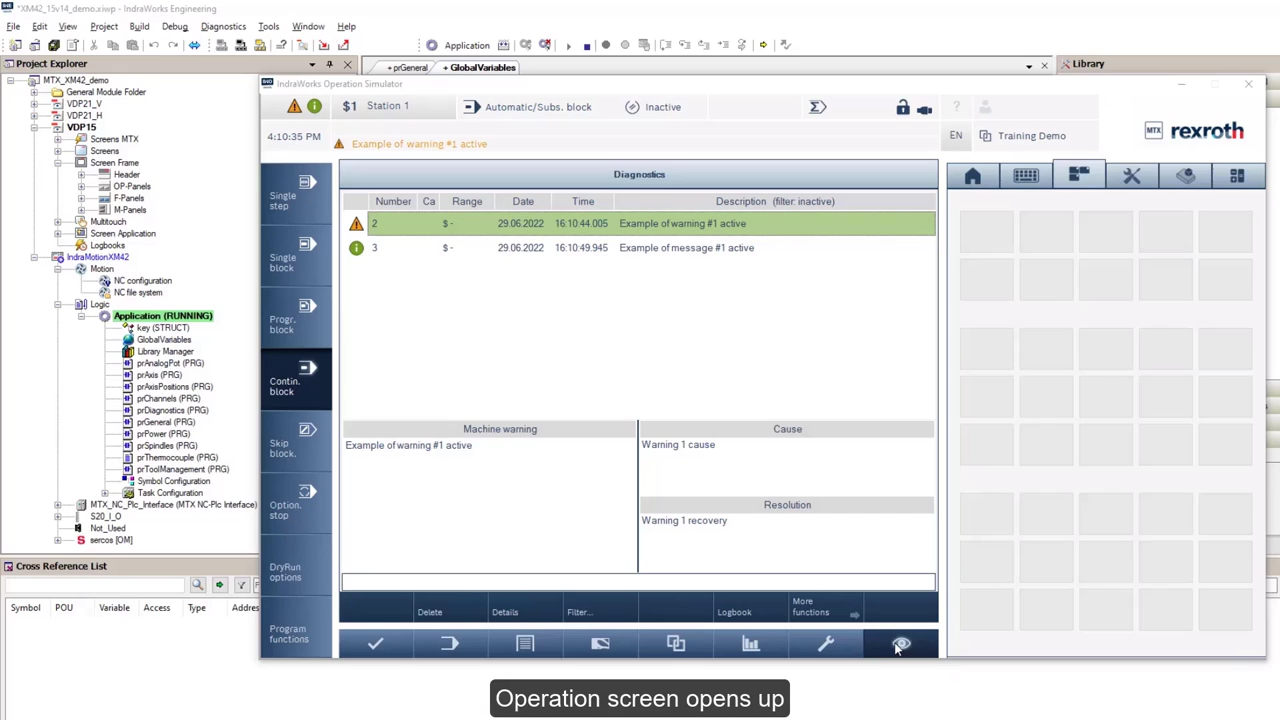 *XM42_15v14_demo.xiwp - IndraWorks Engineering
File Edit View Project Build Debug Diagnostics Tools Window Help
Application
Project Explorer
MTX_XM42_demo
General Module Folder
VDP21_V
VDP21_H
VDP15
Screens MTX
Screens
Screen Frame
Header
OP-Panels
F-Panels
M-Panels
Multitouch
Screen Application
Logbooks
IndraMotionXM42
Motion
NC configuration
NC file system
Logic
Application (RUNNING)
key (STRUCT)
GlobalVariables
Library Manager
prAnalogPot (PRG)
prAxis (PRG)
prAxisPositions (PRG)
prChannels (PRG)
prDiagnostics (PRG)
prGeneral (PRG)
prPower (PRG)
prSpindles (PRG)
prThermocouple (PRG)
prToolManagement (PRG)
Symbol Configuration
Task Configuration
MTX_NC_Plc_Interface (MTX NC-Plc Interface)
S20_I_O
Not_Used
sercos [OM]
Cross Reference List
Symbol POU Variable Access Type Addre
+ prGeneral + GlobalVariables
Library
IndraWorks Operation Simulator
$1 Station 1 Automatic/Subs. block Inactive
4:10:35 PM Example of warning #1 active EN Training Demo
MTX rexroth
Single step
Single block
Progr. block
Contin. block
Skip block.
Option. stop
DryRun options
Program functions
Diagnostics
Number Ca Range Date Time Description (filter: inactive)
2 $ - 29.06.2022 16:10:44.005 Example of warning #1 active
3 $ - 29.06.2022 16:10:49.945 Example of message #1 active
Machine warning
Example of warning #1 active
Cause
Warning 1 cause
Resolution
Warning 1 recovery
Delete Details Filter... Logbook More functions
Operation screen opens up